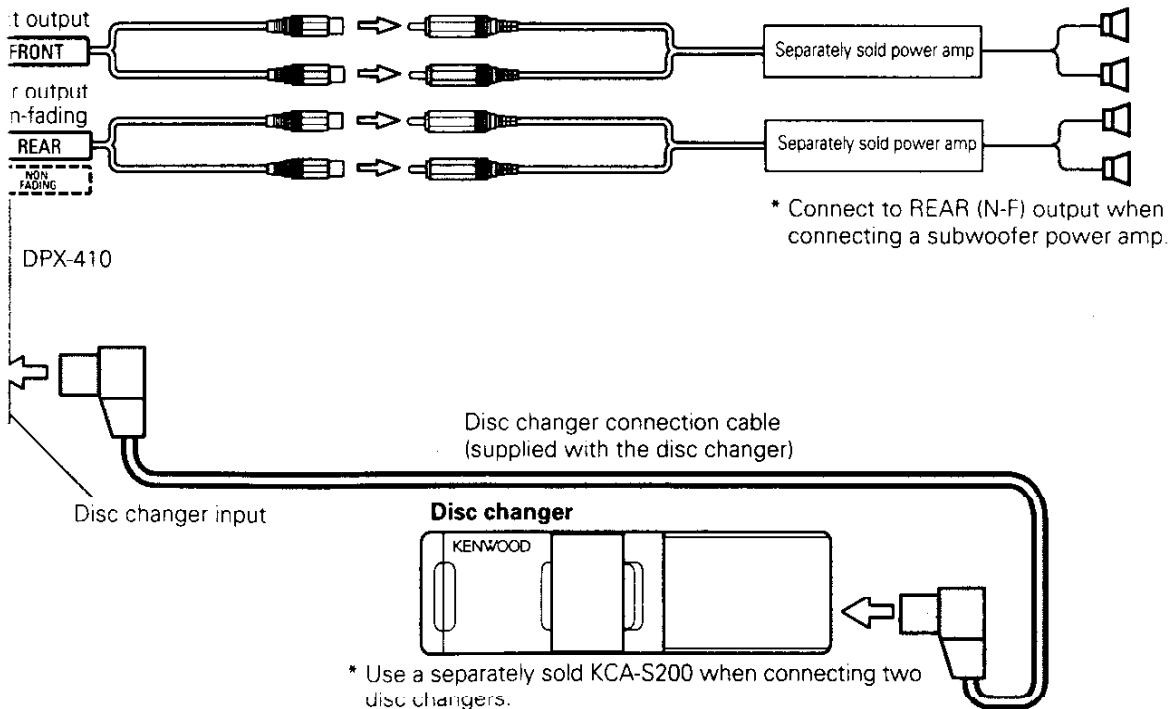 t output
FRONT
Separately sold power amp
r output
n-fading
REAR
NON
FADING
Separately sold power amp
* Connect to REAR (N-F) output when
connecting a subwoofer power amp.
DPX-410
Disc changer connection cable
(supplied with the disc changer)
Disc changer input
Disc changer
KENWOOD
* Use a separately sold KCA-S200 when connecting two
disc changers.